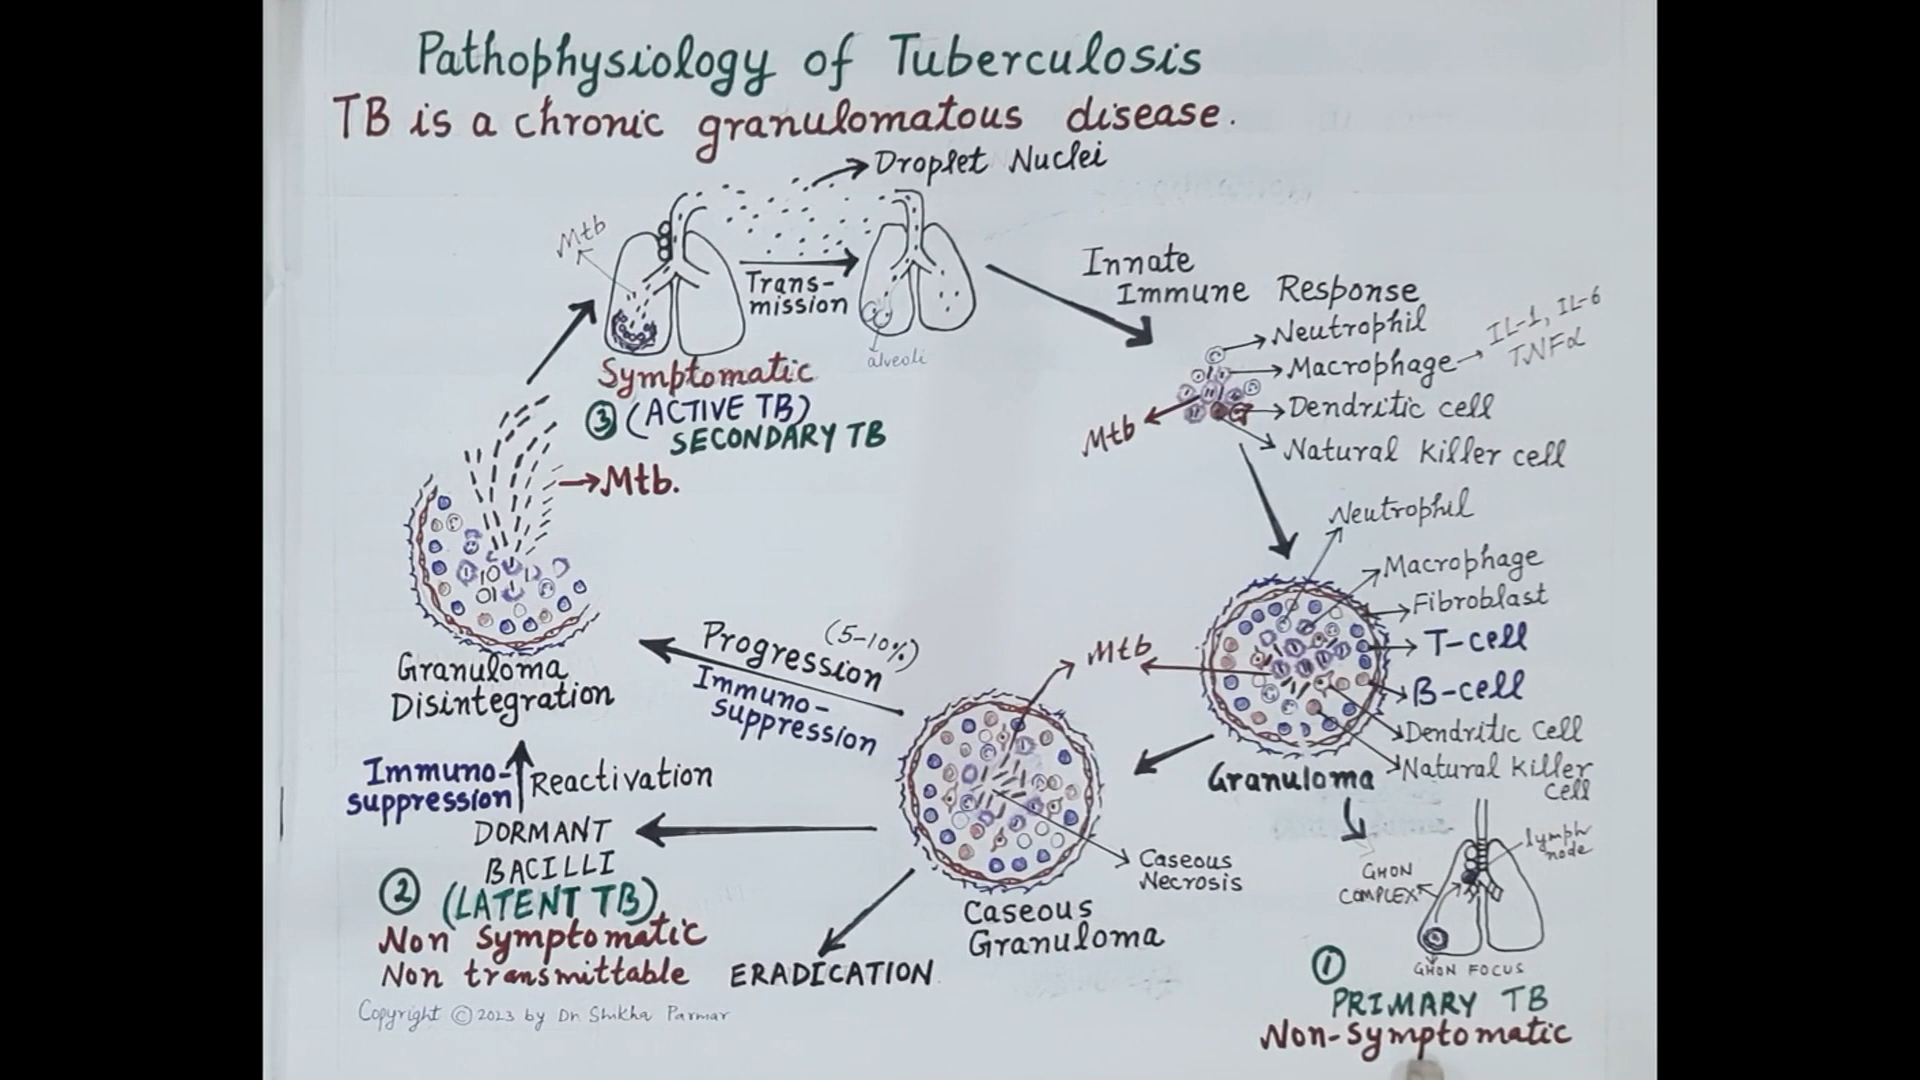 Pathophysiology of Tuberculosis
TB is a chronic granulomatous disease.
Droplet Nuclei
Mtb
Trans-
mission
alveoli
Symptomatic
③ (ACTIVE TB)
SECONDARY TB
Mtb.
Innate
Immune Response
Neutrophil
Macrophage
IL-1, IL-6
TNFα
Dendritic cell
Natural Killer cell
Mtb
Neutrophil
Macrophage
Fibroblast
T-cell
B-cell
Dendritic Cell
Natural Killer
Cell
Granuloma
Mtb
Progression
(5-10%)
Immuno-
suppression
Granuloma
Disintegration
Immuno-
suppression
Reactivation
DORMANT
BACILLI
② (LATENT TB)
Non Symptomatic
Non transmittable
ERADICATION
Caseous
Necrosis
Caseous
Granuloma
lymph
node
GHON
COMPLEX
GHON FOCUS
①
PRIMARY TB
Non-Symptomatic
Copyright © 2023 by Dr Shikha Parmar